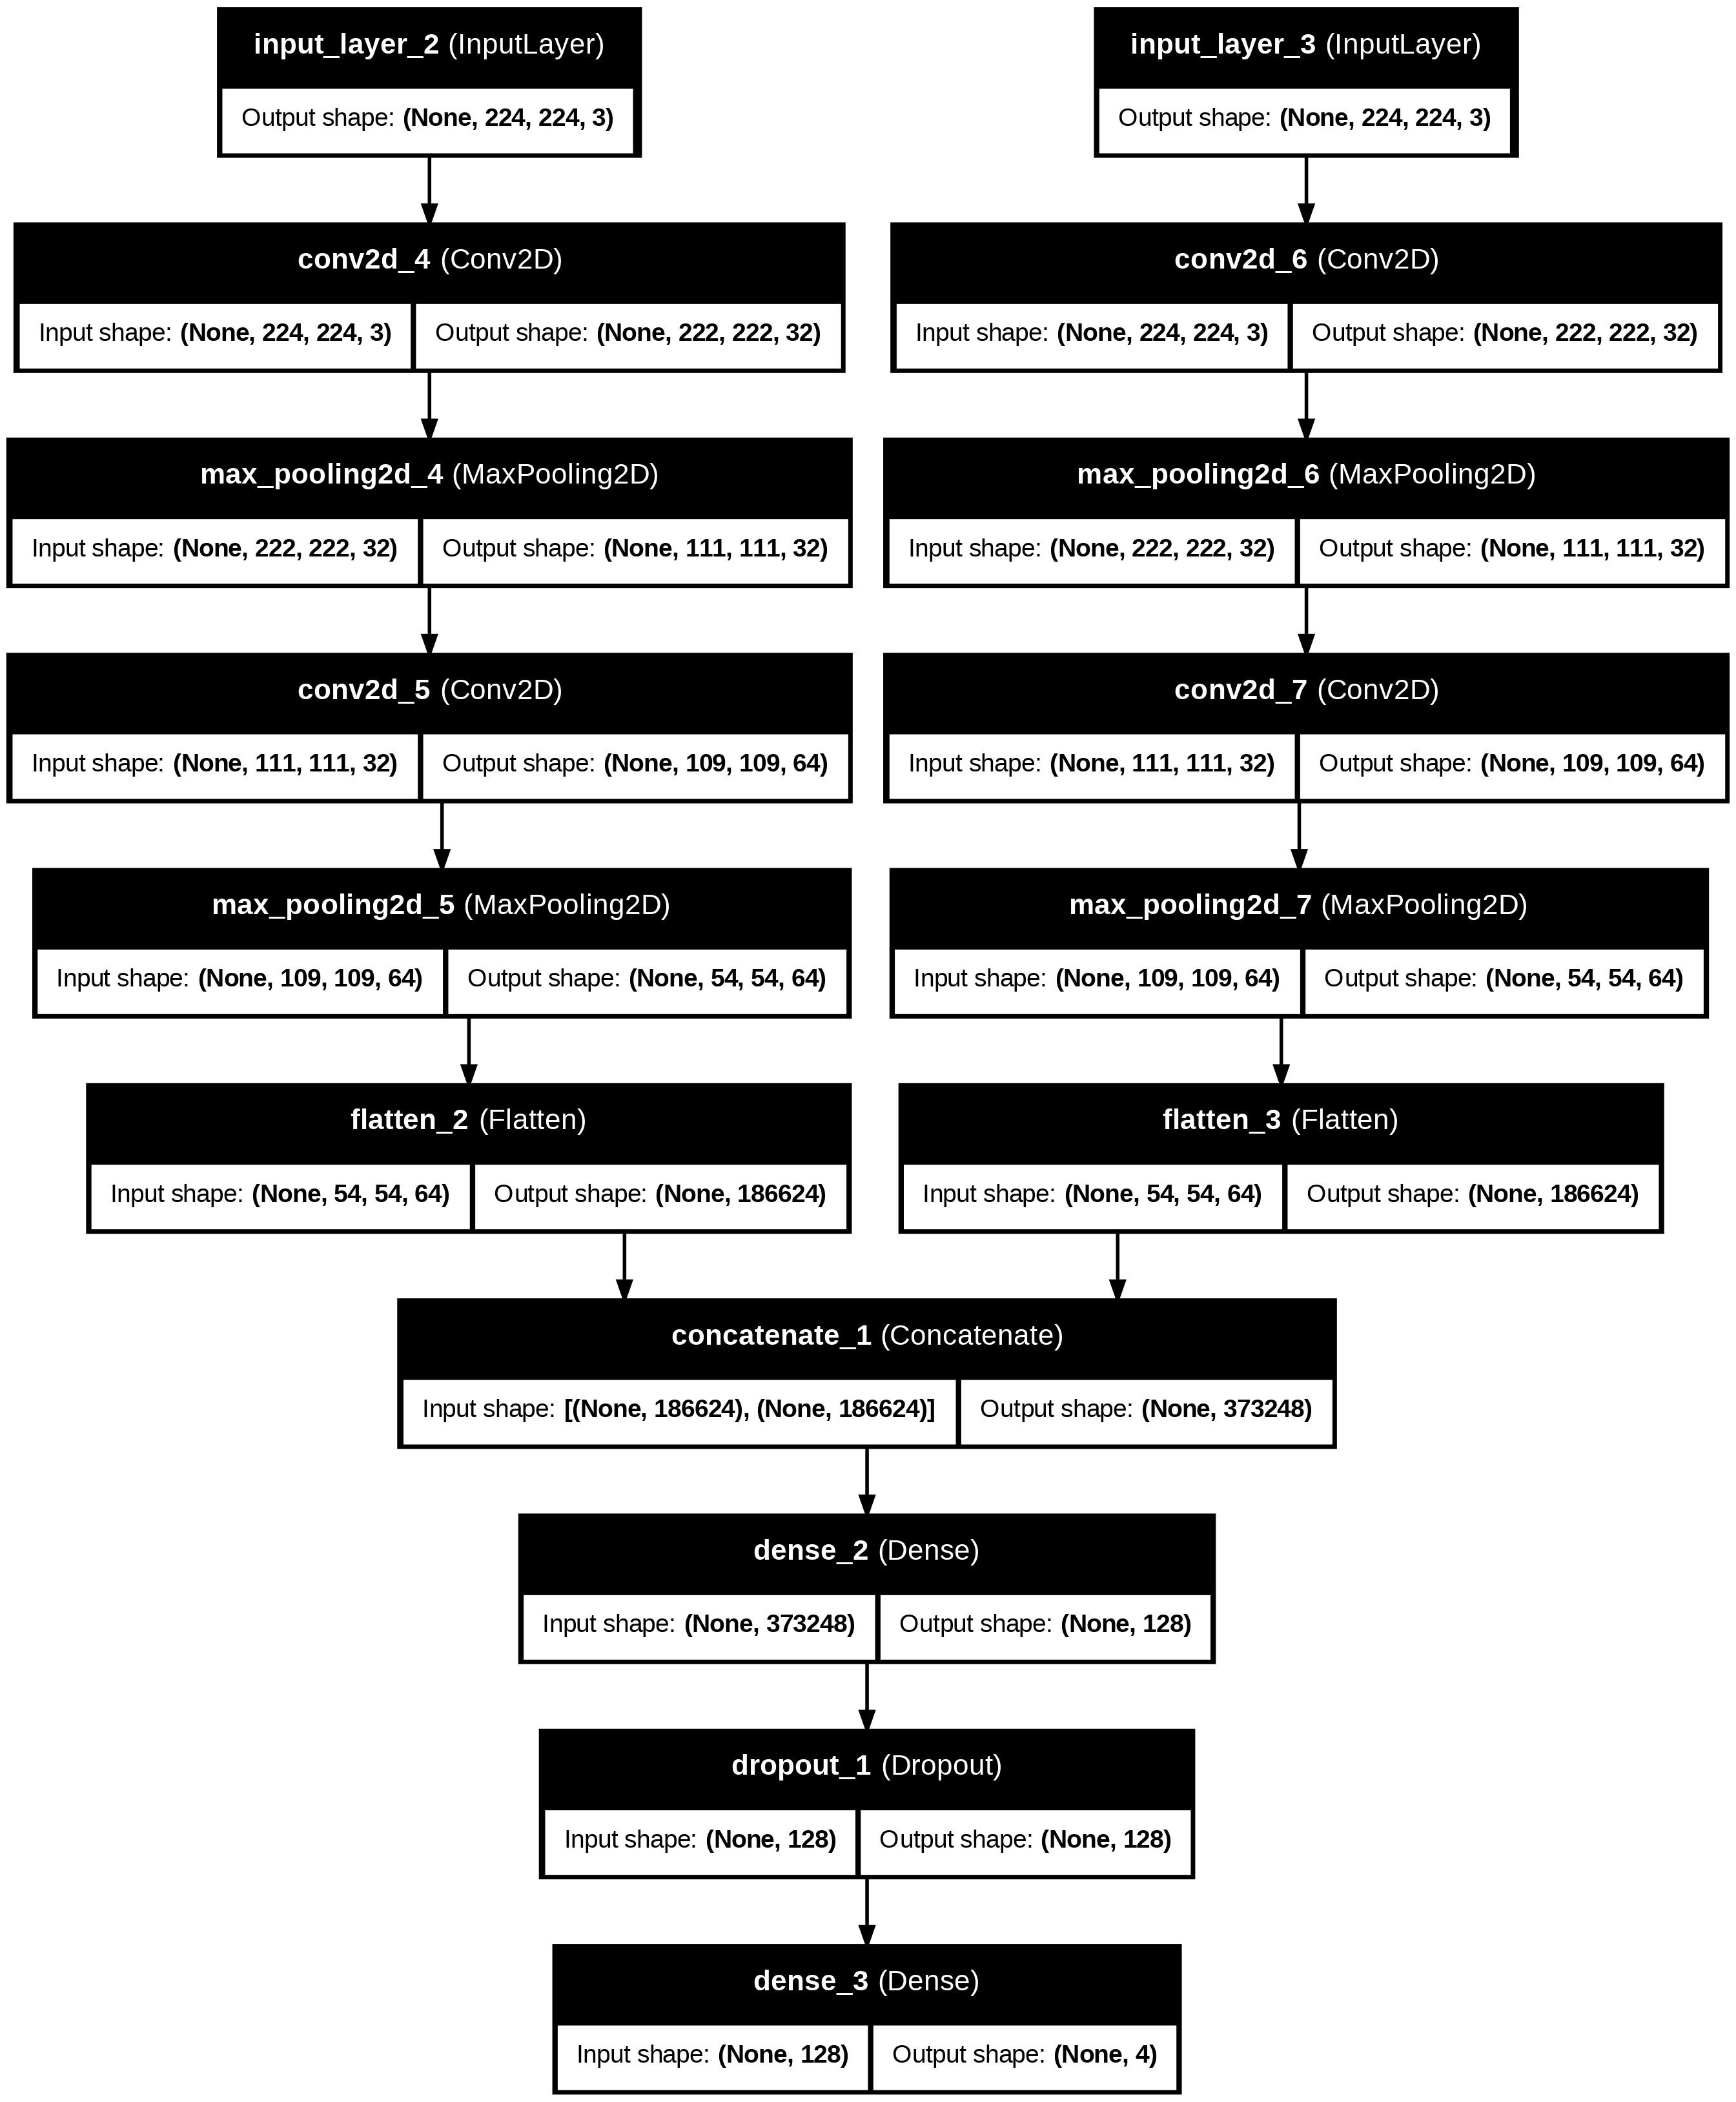 input_layer_2 (InputLayer)
Output shape: (None, 224, 224, 3)
input_layer_3 (InputLayer)
Output shape: (None, 224, 224, 3)
conv2d_4 (Conv2D)
Input shape: (None, 224, 224, 3) Output shape: (None, 222, 222, 32)
conv2d_6 (Conv2D)
Input shape: (None, 224, 224, 3) Output shape: (None, 222, 222, 32)
max_pooling2d_4 (MaxPooling2D)
Input shape: (None, 222, 222, 32) Output shape: (None, 111, 111, 32)
max_pooling2d_6 (MaxPooling2D)
Input shape: (None, 222, 222, 32) Output shape: (None, 111, 111, 32)
conv2d_5 (Conv2D)
Input shape: (None, 111, 111, 32) Output shape: (None, 109, 109, 64)
conv2d_7 (Conv2D)
Input shape: (None, 111, 111, 32) Output shape: (None, 109, 109, 64)
max_pooling2d_5 (MaxPooling2D)
Input shape: (None, 109, 109, 64) Output shape: (None, 54, 54, 64)
max_pooling2d_7 (MaxPooling2D)
Input shape: (None, 109, 109, 64) Output shape: (None, 54, 54, 64)
flatten_2 (Flatten)
Input shape: (None, 54, 54, 64) Output shape: (None, 186624)
flatten_3 (Flatten)
Input shape: (None, 54, 54, 64) Output shape: (None, 186624)
concatenate_1 (Concatenate)
Input shape: [(None, 186624), (None, 186624)] Output shape: (None, 373248)
dense_2 (Dense)
Input shape: (None, 373248) Output shape: (None, 128)
dropout_1 (Dropout)
Input shape: (None, 128) Output shape: (None, 128)
dense_3 (Dense)
Input shape: (None, 128) Output shape: (None, 4)